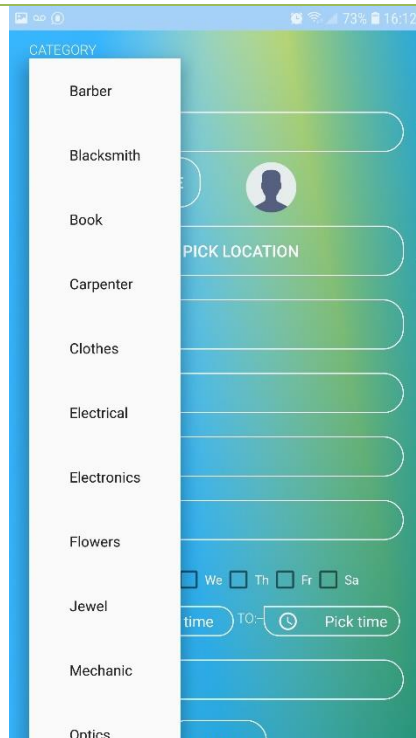 73% 16:12
CATEGORY
Barber
Blacksmith
E
Book
PICK LOCATION
Carpenter
Clothes
Electrical
Electronics
Flowers
We Th Fr Sa
Jewel
time TO:- Pick time
Mechanic
Optics